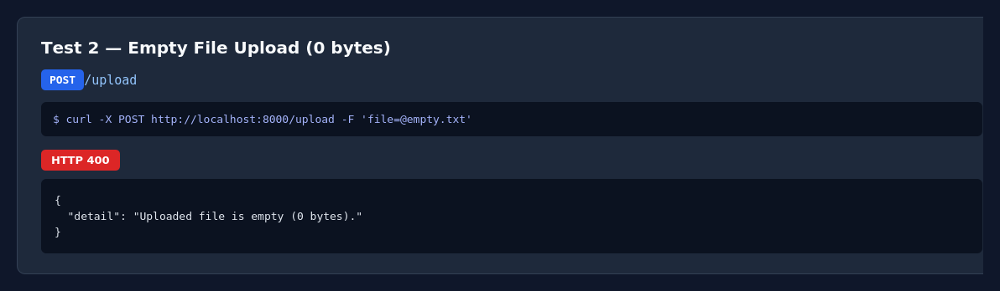 Test 2 — Empty File Upload (0 bytes)
POST /upload
$ curl -X POST http://localhost:8000/upload -F 'file=@empty.txt'
HTTP 400
{
  "detail": "Uploaded file is empty (0 bytes)."
}